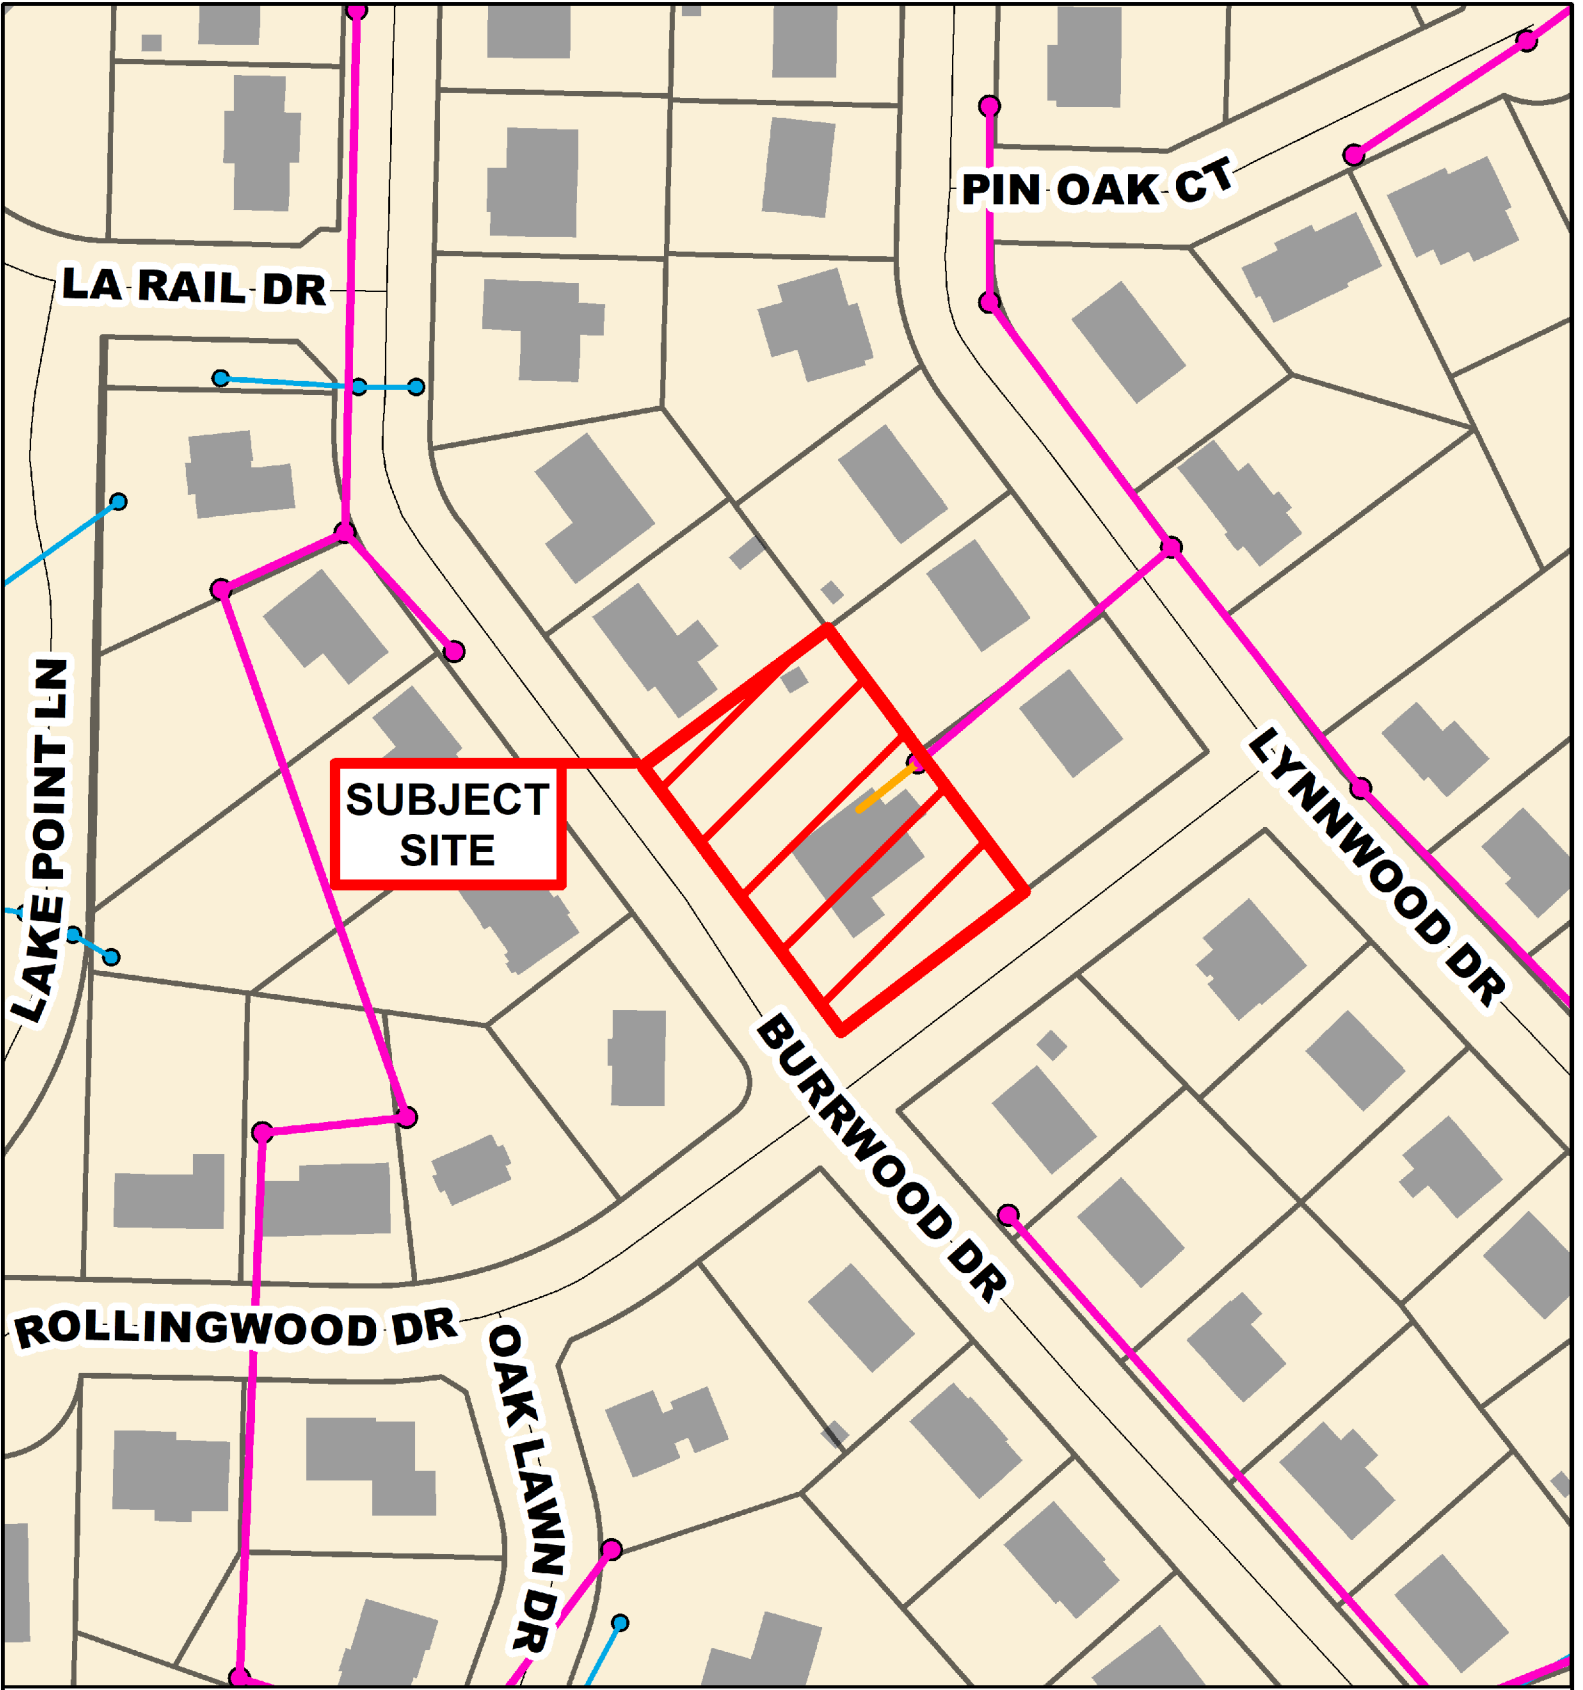 PIN OAK CT
LA RAIL DR
LAKE POINT LN
SUBJECT
SITE
LYNNWOOD DR
BURRWOOD DR
ROLLINGWOOD DR
OAK LAWN DR